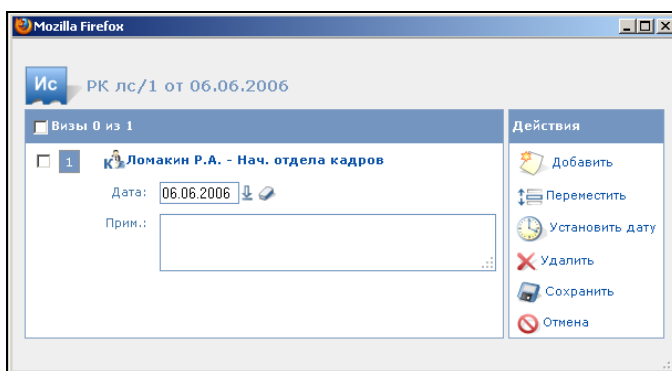 Mozilla Firefox
Ис РК лс/1 от 06.06.2006
Визы 0 из 1
1 К Ломакин Р.А. - Нач. отдела кадров
Дата: 06.06.2006
Прим.:
Действия
Добавить
Переместить
Установить дату
Удалить
Сохранить
Отмена